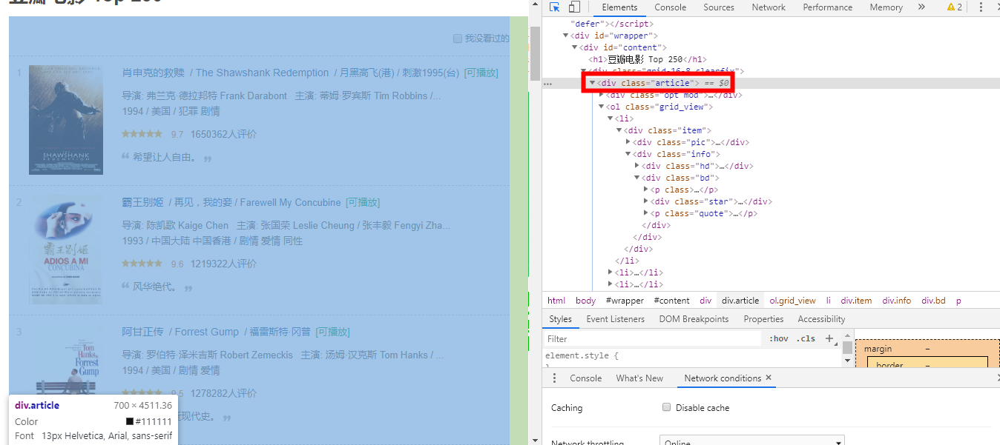 豆瓣电影 Top 250
我没看过的
1
肖申克的救赎 / The Shawshank Redemption / 月黑高飞(港) / 刺激1995(台) [可播放]
导演: 弗兰克·德拉邦特 Frank Darabont 主演: 蒂姆·罗宾斯 Tim Robbins /...
1994 / 美国 / 犯罪 剧情
9.7 1650362人评价
希望让人自由。
SHAWSHANK
REDEMPTION
2
霸王别姬 / 再见，我的妾 / Farewell My Concubine [可播放]
导演: 陈凯歌 Kaige Chen 主演: 张国荣 Leslie Cheung / 张丰毅 Fengyi Zha...
1993 / 中国大陆 中国香港 / 剧情 爱情 同性
9.6 1219322人评价
风华绝代。
霸王别姬
ADIOS A MI
CONCUBINA
3
阿甘正传 / Forrest Gump / 福雷斯特·冈普 [可播放]
导演: 罗伯特·泽米吉斯 Robert Zemeckis 主演: 汤姆·汉克斯 Tom Hanks / ...
1994 / 美国 / 剧情 爱情
9.5 1278282人评价
现代史。
Tom
Hanks
Forrest
Gump
div.article 700 × 4511.36
Color #111111
Font 13px Helvetica, Arial, sans-serif
Elements Console Sources Network Performance Memory » 2
"defer"></script>
<div id="wrapper">
<div id="content">
<h1>豆瓣电影 Top 250</h1>
<div class="grid-16-8 clearfix">
<div class="article"> == $0
<div class="opt mod">…</div>
<ol class="grid_view">
<li>
<div class="item">
<div class="pic">…</div>
<div class="info">
<div class="hd">…</div>
<div class="bd">
<p class>…</p>
<div class="star">…</div>
<p class="quote">…</p>
</div>
</div>
</div>
</li>
<li>…</li>
<li>…</li>
html body #wrapper #content div div.article ol.grid_view li div.item div.info div.bd p
Styles Event Listeners DOM Breakpoints Properties Accessibility
Filter :hov .cls +
element.style {
}
margin –
border –
Console What's New Network conditions ×
Caching Disable cache
Network throttling Online